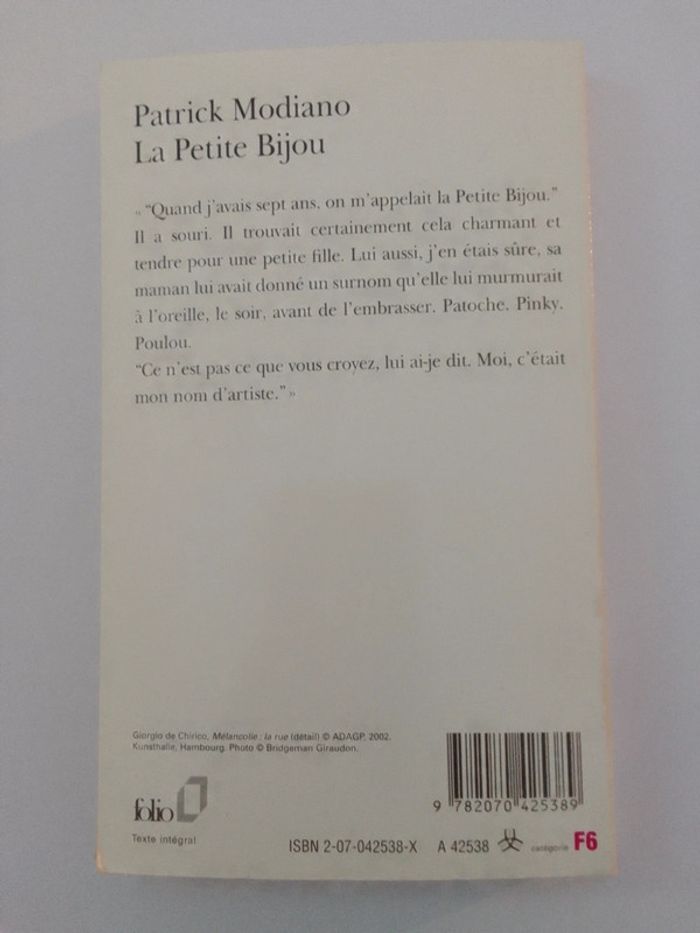 Patrick Modiano
La Petite Bijou
« “Quand j’avais sept ans, on m’appelait la Petite Bijou.”
Il a souri. Il trouvait certainement cela charmant et
tendre pour une petite fille. Lui aussi, j’en étais sûre, sa
maman lui avait donné un surnom qu’elle lui murmurait
à l’oreille, le soir, avant de l’embrasser. Patoche. Pinky.
Poulou.
“Ce n’est pas ce que vous croyez, lui ai-je dit. Moi, c’était
mon nom d’artiste.” »
Giorgio de Chirico, Mélancolie : la rue (détail) © ADAGP, 2002.
Kunsthalle, Hambourg. Photo © Bridgeman Giraudon.
9 782070 425389
folio
Texte intégral
ISBN 2-07-042538-X A 42538 catégorie F6